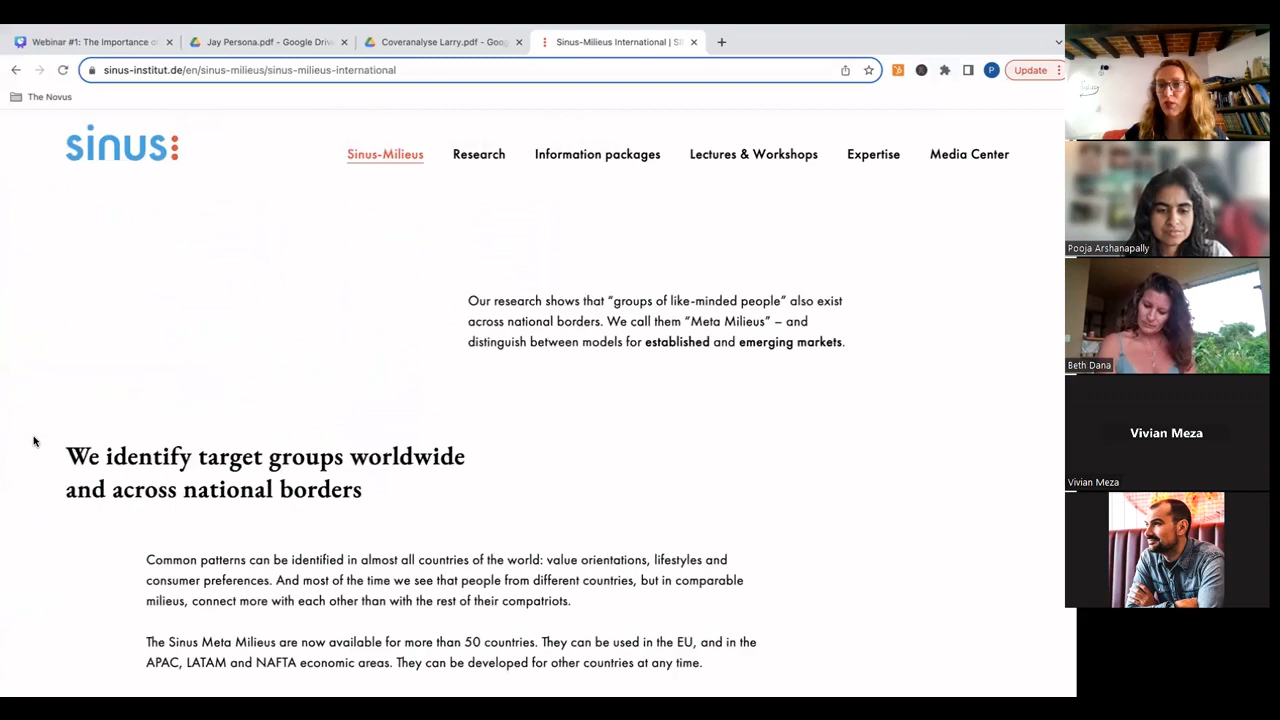 Webinar #1: The Importance o
Jay Persona.pdf - Google Driv
Coveranalyse Larry.pdf - Goog
Sinus-Milieus International | SI
sinus-institut.de/en/sinus-milieus/sinus-milieus-international
P
Update
The Novus
sinus
Sinus-Milieus
Research
Information packages
Lectures & Workshops
Expertise
Media Center
Our research shows that “groups of like-minded people” also exist
across national borders. We call them “Meta Milieus” – and
distinguish between models for established and emerging markets.
We identify target groups worldwide
and across national borders
Common patterns can be identified in almost all countries of the world: value orientations, lifestyles and
consumer preferences. And most of the time we see that people from different countries, but in comparable
milieus, connect more with each other than with the rest of their compatriots.
The Sinus Meta Milieus are now available for more than 50 countries. They can be used in the EU, and in the
APAC, LATAM and NAFTA economic areas. They can be developed for other countries at any time.
Pooja Arshanapally
Beth Dana
Vivian Meza
Vivian Meza